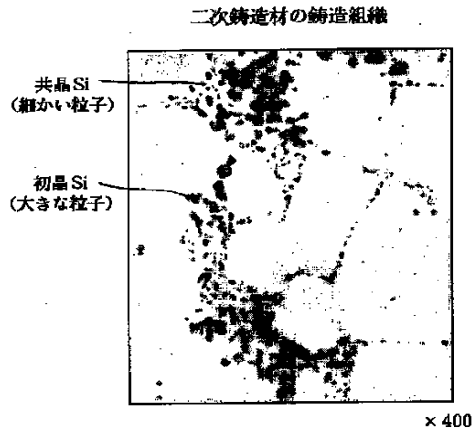 二次鋳造材の鋳造組織
共晶Si
(細かい粒子)
初晶Si
(大きな粒子)
×400